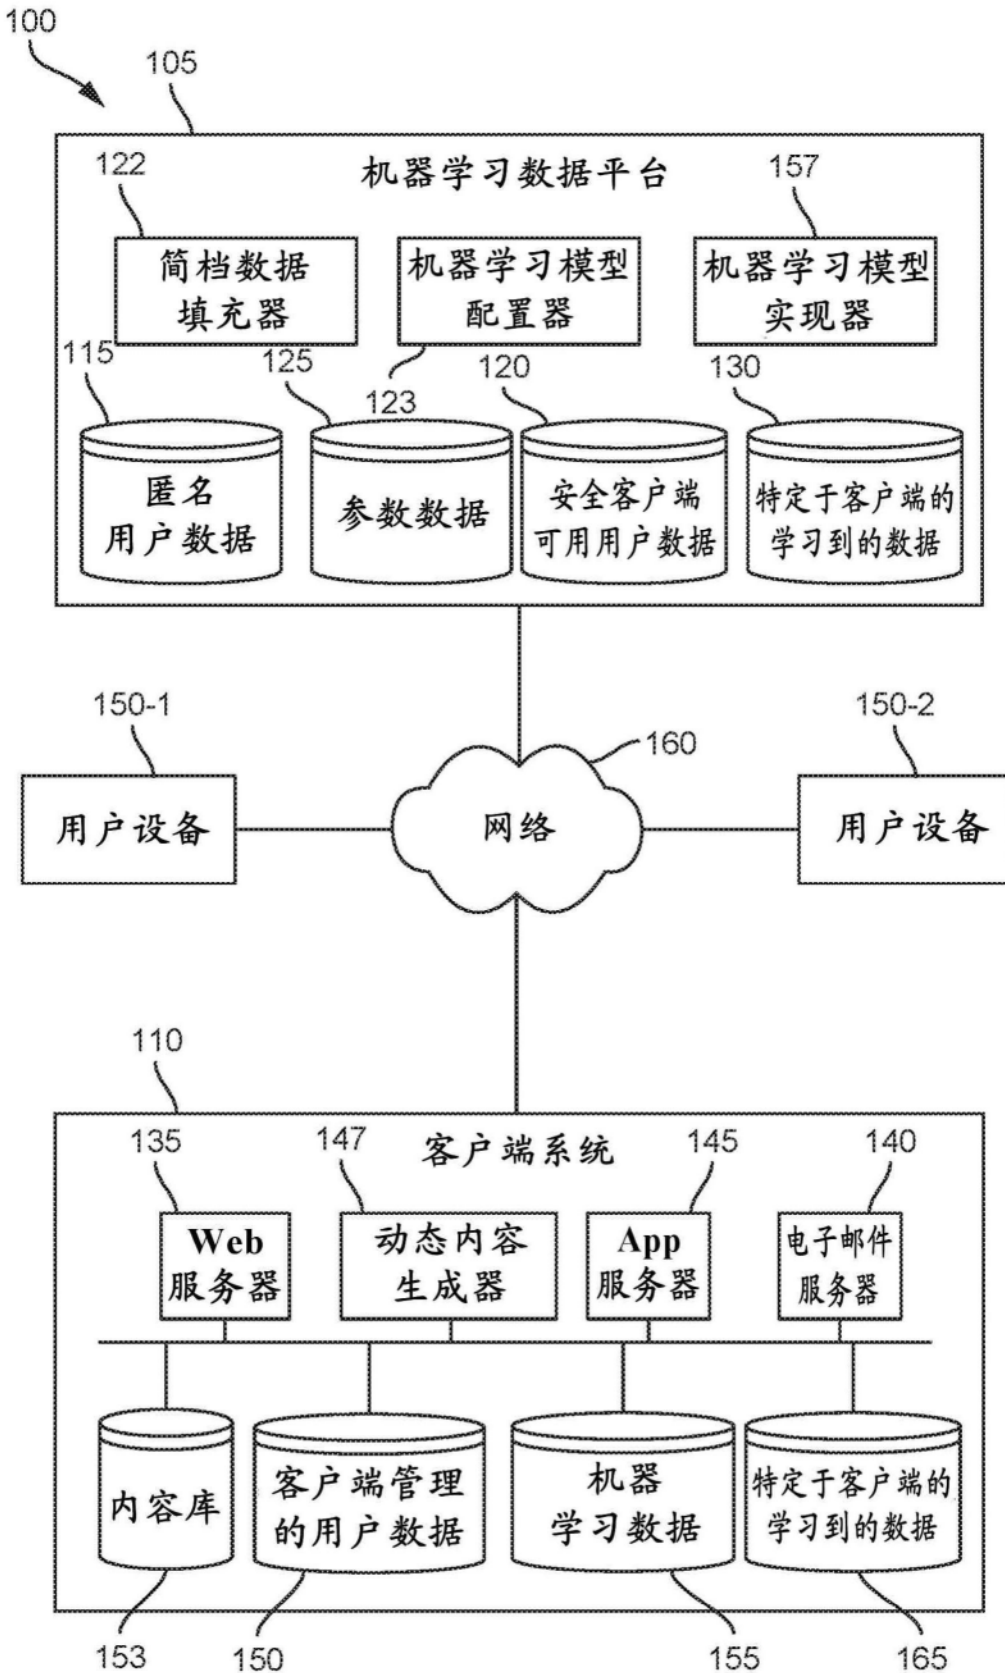 100
105
机器学习数据平台
122
157
简档数据
填充器
机器学习模型
配置器
机器学习模型
实现器
115
125
123
120
130
匿名
用户数据
参数数据
安全客户端
可用用户数据
特定于客户端的
学习到的数据
150-1
160
150-2
用户设备
网络
用户设备
110
客户端系统
135
147
145
140
Web
服务器
动态内容
生成器
App
服务器
电子邮件
服务器
内容库
客户端管理
的用户数据
机器
学习数据
特定于客户端的
学习到的数据
153
150
155
165